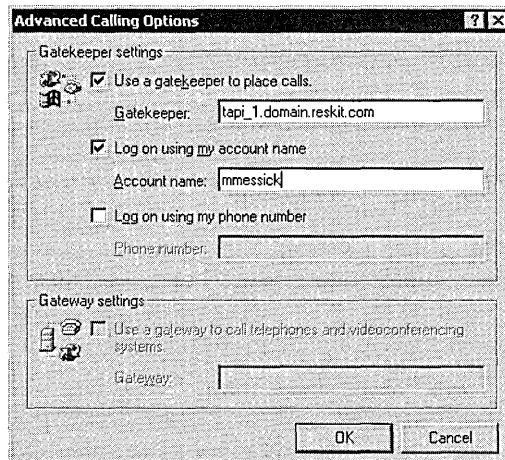 Advanced Calling Options
Gatekeeper settings
Use a gatekeeper to place calls.
Gatekeeper: tapi_1.domain.reskit.com
Log on using my account name
Account name: mmessick
Log on using my phone number
Phone number:
Gateway settings
Use a gateway to call telephones and videoconferencing
systems.
Gateway:
OK Cancel